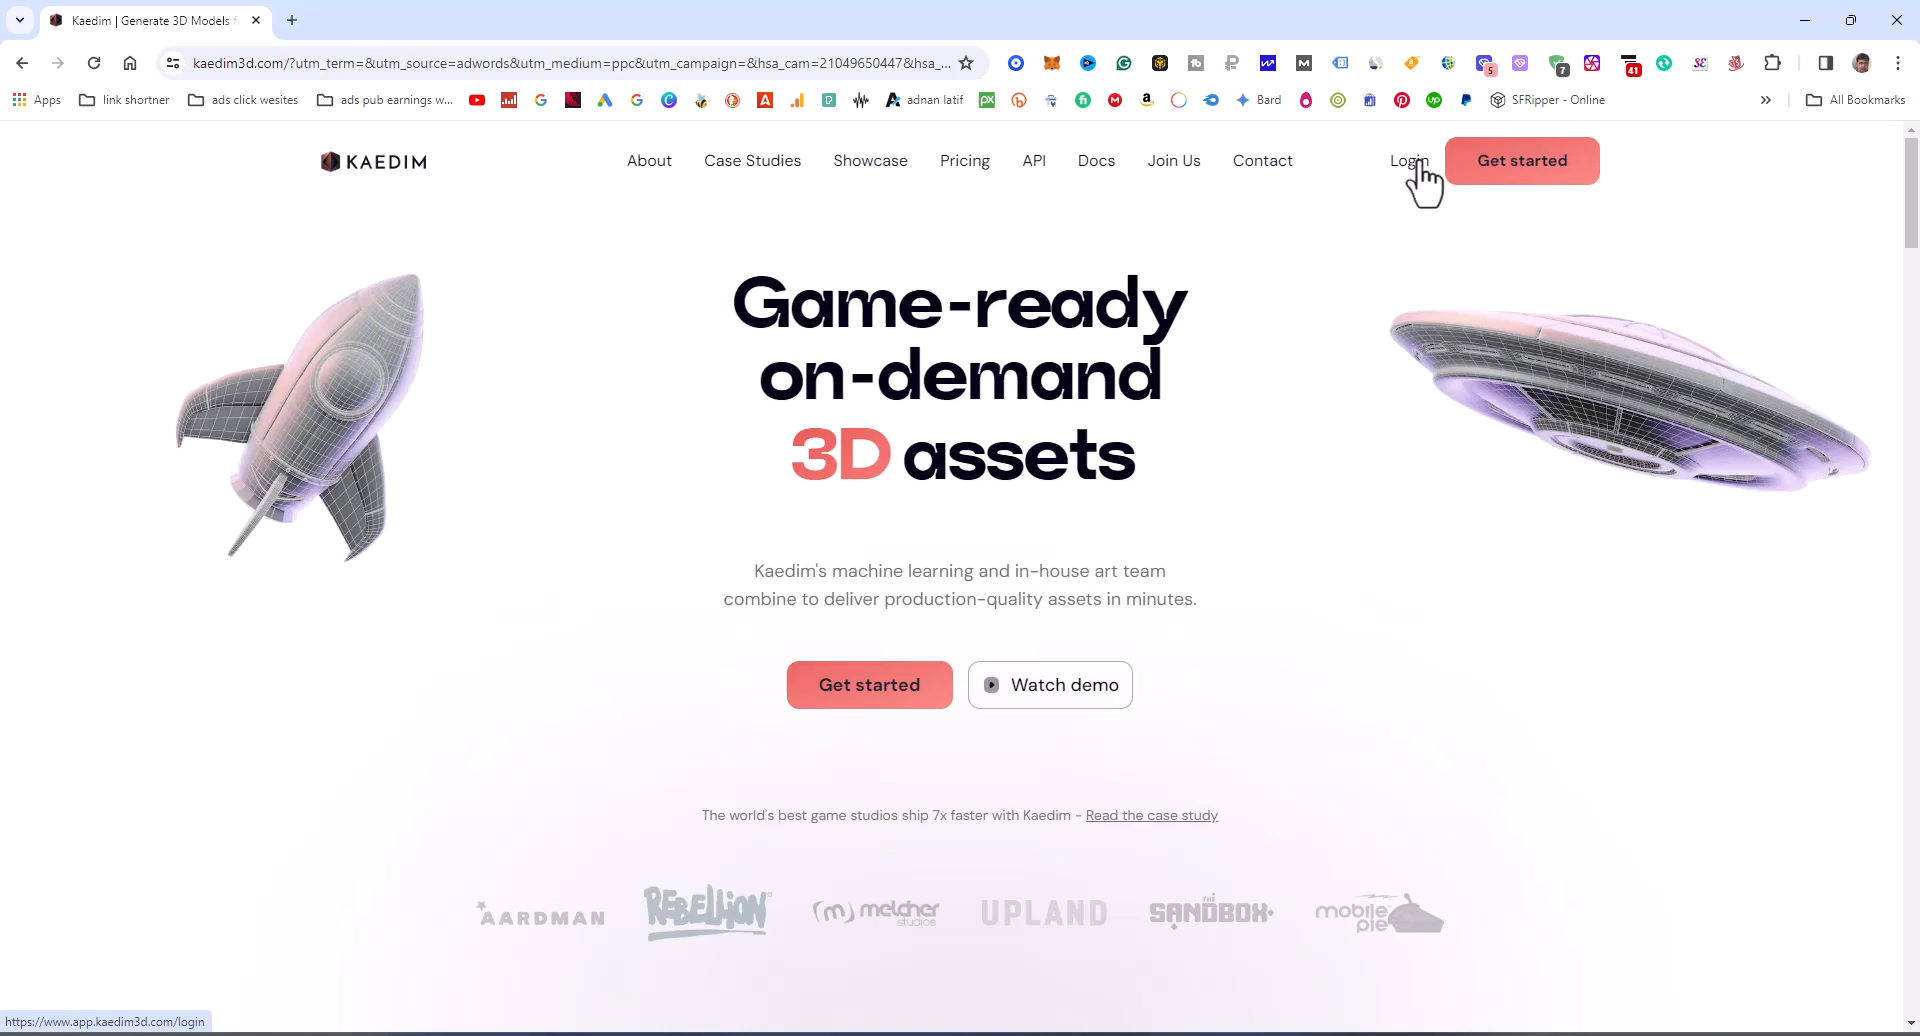 Kaedim | Generate 3D Models f
kaedim3d.com/?utm_term=&utm_source=adwords&utm_medium=ppc&utm_campaign=&hsa_cam=21049650447&hsa_...
5
7
41
Apps
link shortner
ads click wesites
ads pub earnings w...
adnan latif
Bard
SFRipper - Online
All Bookmarks
KAEDIM
About
Case Studies
Showcase
Pricing
API
Docs
Join Us
Contact
Login
Get started
Game-ready
on-demand
3D assets
Kaedim's machine learning and in-house art team
combine to deliver production-quality assets in minutes.
Get started
Watch demo
The world's best game studios ship 7x faster with Kaedim - Read the case study
AARDMAN
REBELLION
(m) melcher
studios
UPLAND
THE
SANDBOX
mobile
pie
https://www.app.kaedim3d.com/login